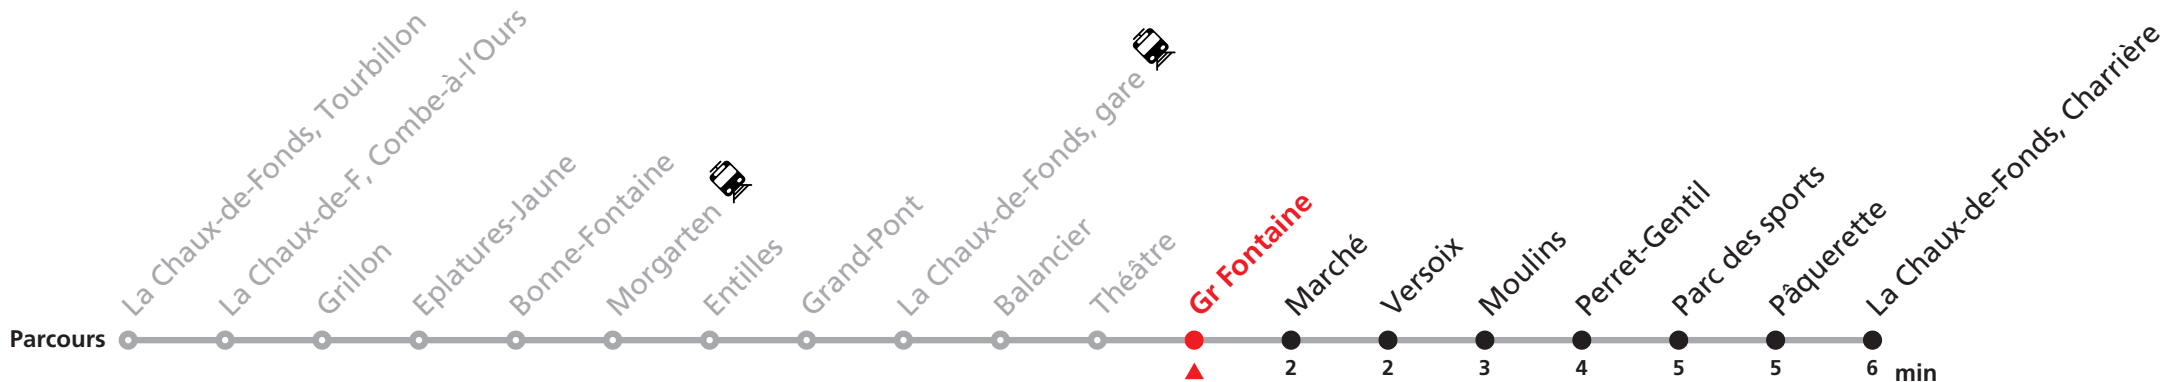 La Chaux-de-Fonds, Tourbillon
La Chaux-de-F, Combe-à-l'Ours
Grillon
Eplatures-Jaune
Bonne-Fontaine
Morgarten
Entilles
Grand-Pont
La Chaux-de-Fonds, gare
Balancier
Théâtre
Gr Fontaine
Marché
Versoix
Moulins
Perret-Gentil
Parc des sports
Pâquerette
La Chaux-de-Fonds, Charrière
Parcours
2 2 3 4 5 5 6 min